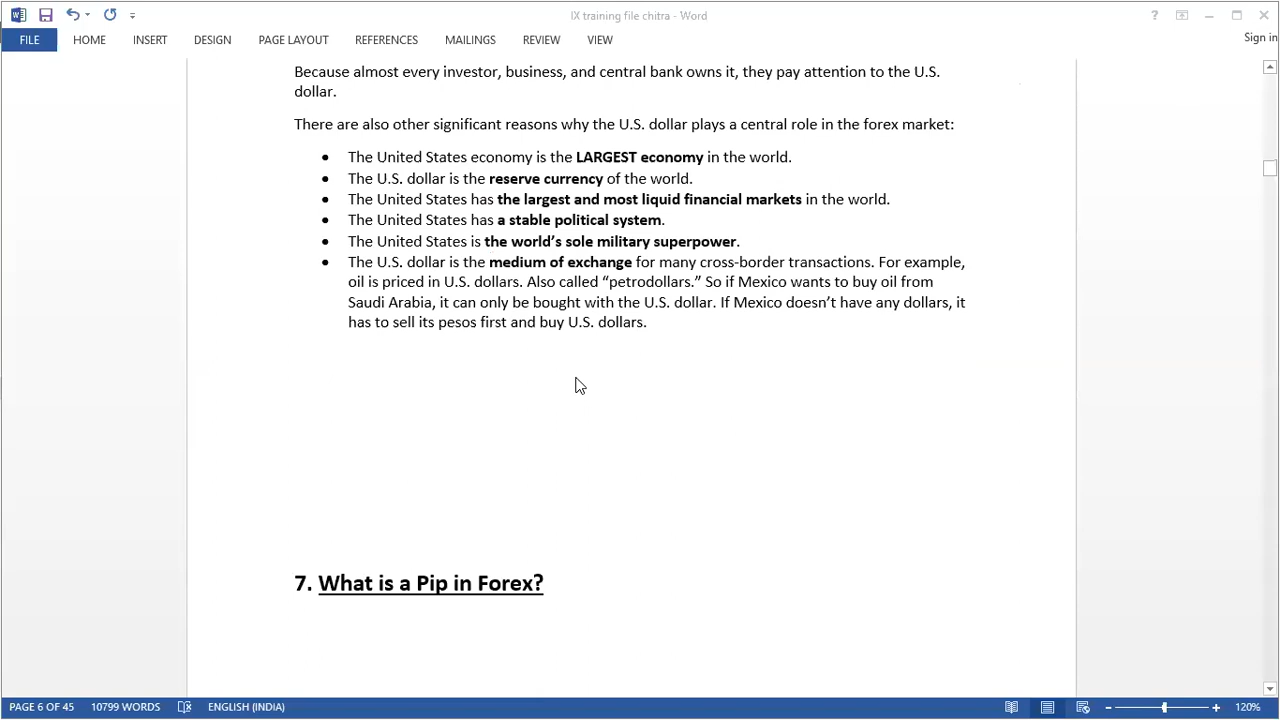 IX training file chitra - Word
?
FILE HOME INSERT DESIGN PAGE LAYOUT REFERENCES MAILINGS REVIEW VIEW
Sign in
Because almost every investor, business, and central bank owns it, they pay attention to the U.S.
dollar.
There are also other significant reasons why the U.S. dollar plays a central role in the forex market:
• The United States economy is the LARGEST economy in the world.
• The U.S. dollar is the reserve currency of the world.
• The United States has the largest and most liquid financial markets in the world.
• The United States has a stable political system.
• The United States is the world’s sole military superpower.
• The U.S. dollar is the medium of exchange for many cross-border transactions. For example,
oil is priced in U.S. dollars. Also called “petrodollars.” So if Mexico wants to buy oil from
Saudi Arabia, it can only be bought with the U.S. dollar. If Mexico doesn’t have any dollars, it
has to sell its pesos first and buy U.S. dollars.
7. What is a Pip in Forex?
PAGE 6 OF 45 10799 WORDS ENGLISH (INDIA) 120%